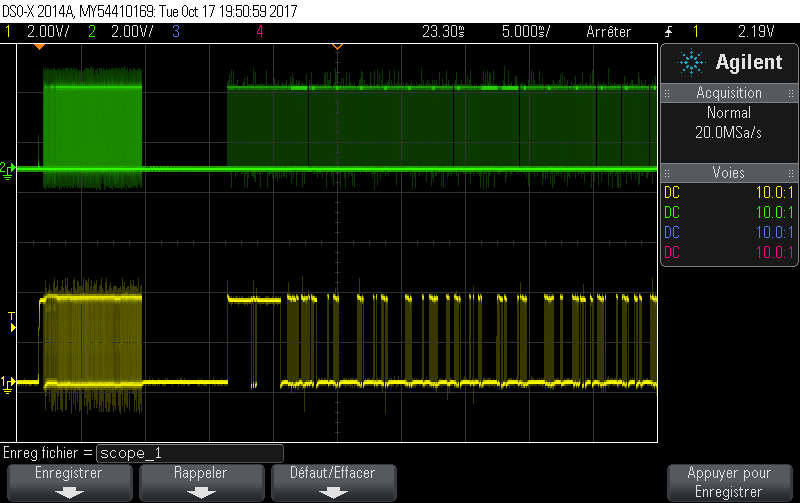 DSO-X 2014A, MY54410169: Tue Oct 17 19:50:59 2017
1 2.00V/ 2 2.00V/ 3 4 23.30s 5.000s/ Arrêter 1 2.19V
Agilent
Acquisition
Normal
20.0MSa/s
Voies
DC 10.0:1
DC 10.0:1
DC 10.0:1
DC 10.0:1
2
T
1
Enreg fichier = scope_1
Enregistrer
Rappeler
Défaut/Effacer
Appuyer pour
Enregistrer